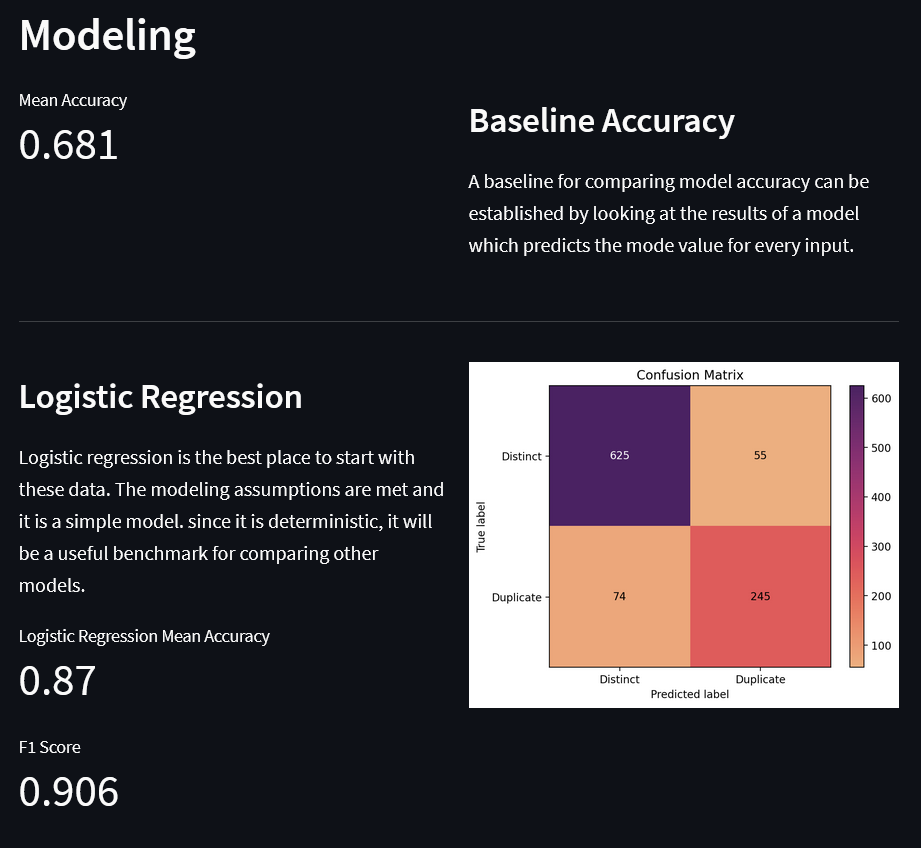 Modeling
Mean Accuracy
0.681
Baseline Accuracy
A baseline for comparing model accuracy can be
established by looking at the results of a model
which predicts the mode value for every input.
Logistic Regression
Logistic regression is the best place to start with
these data. The modeling assumptions are met and
it is a simple model. since it is deterministic, it will
be a useful benchmark for comparing other
models.
Logistic Regression Mean Accuracy
0.87
F1 Score
0.906
Confusion Matrix
True label
Distinct
625
55
Duplicate
74
245
Distinct
Duplicate
Predicted label
600
500
400
300
200
100